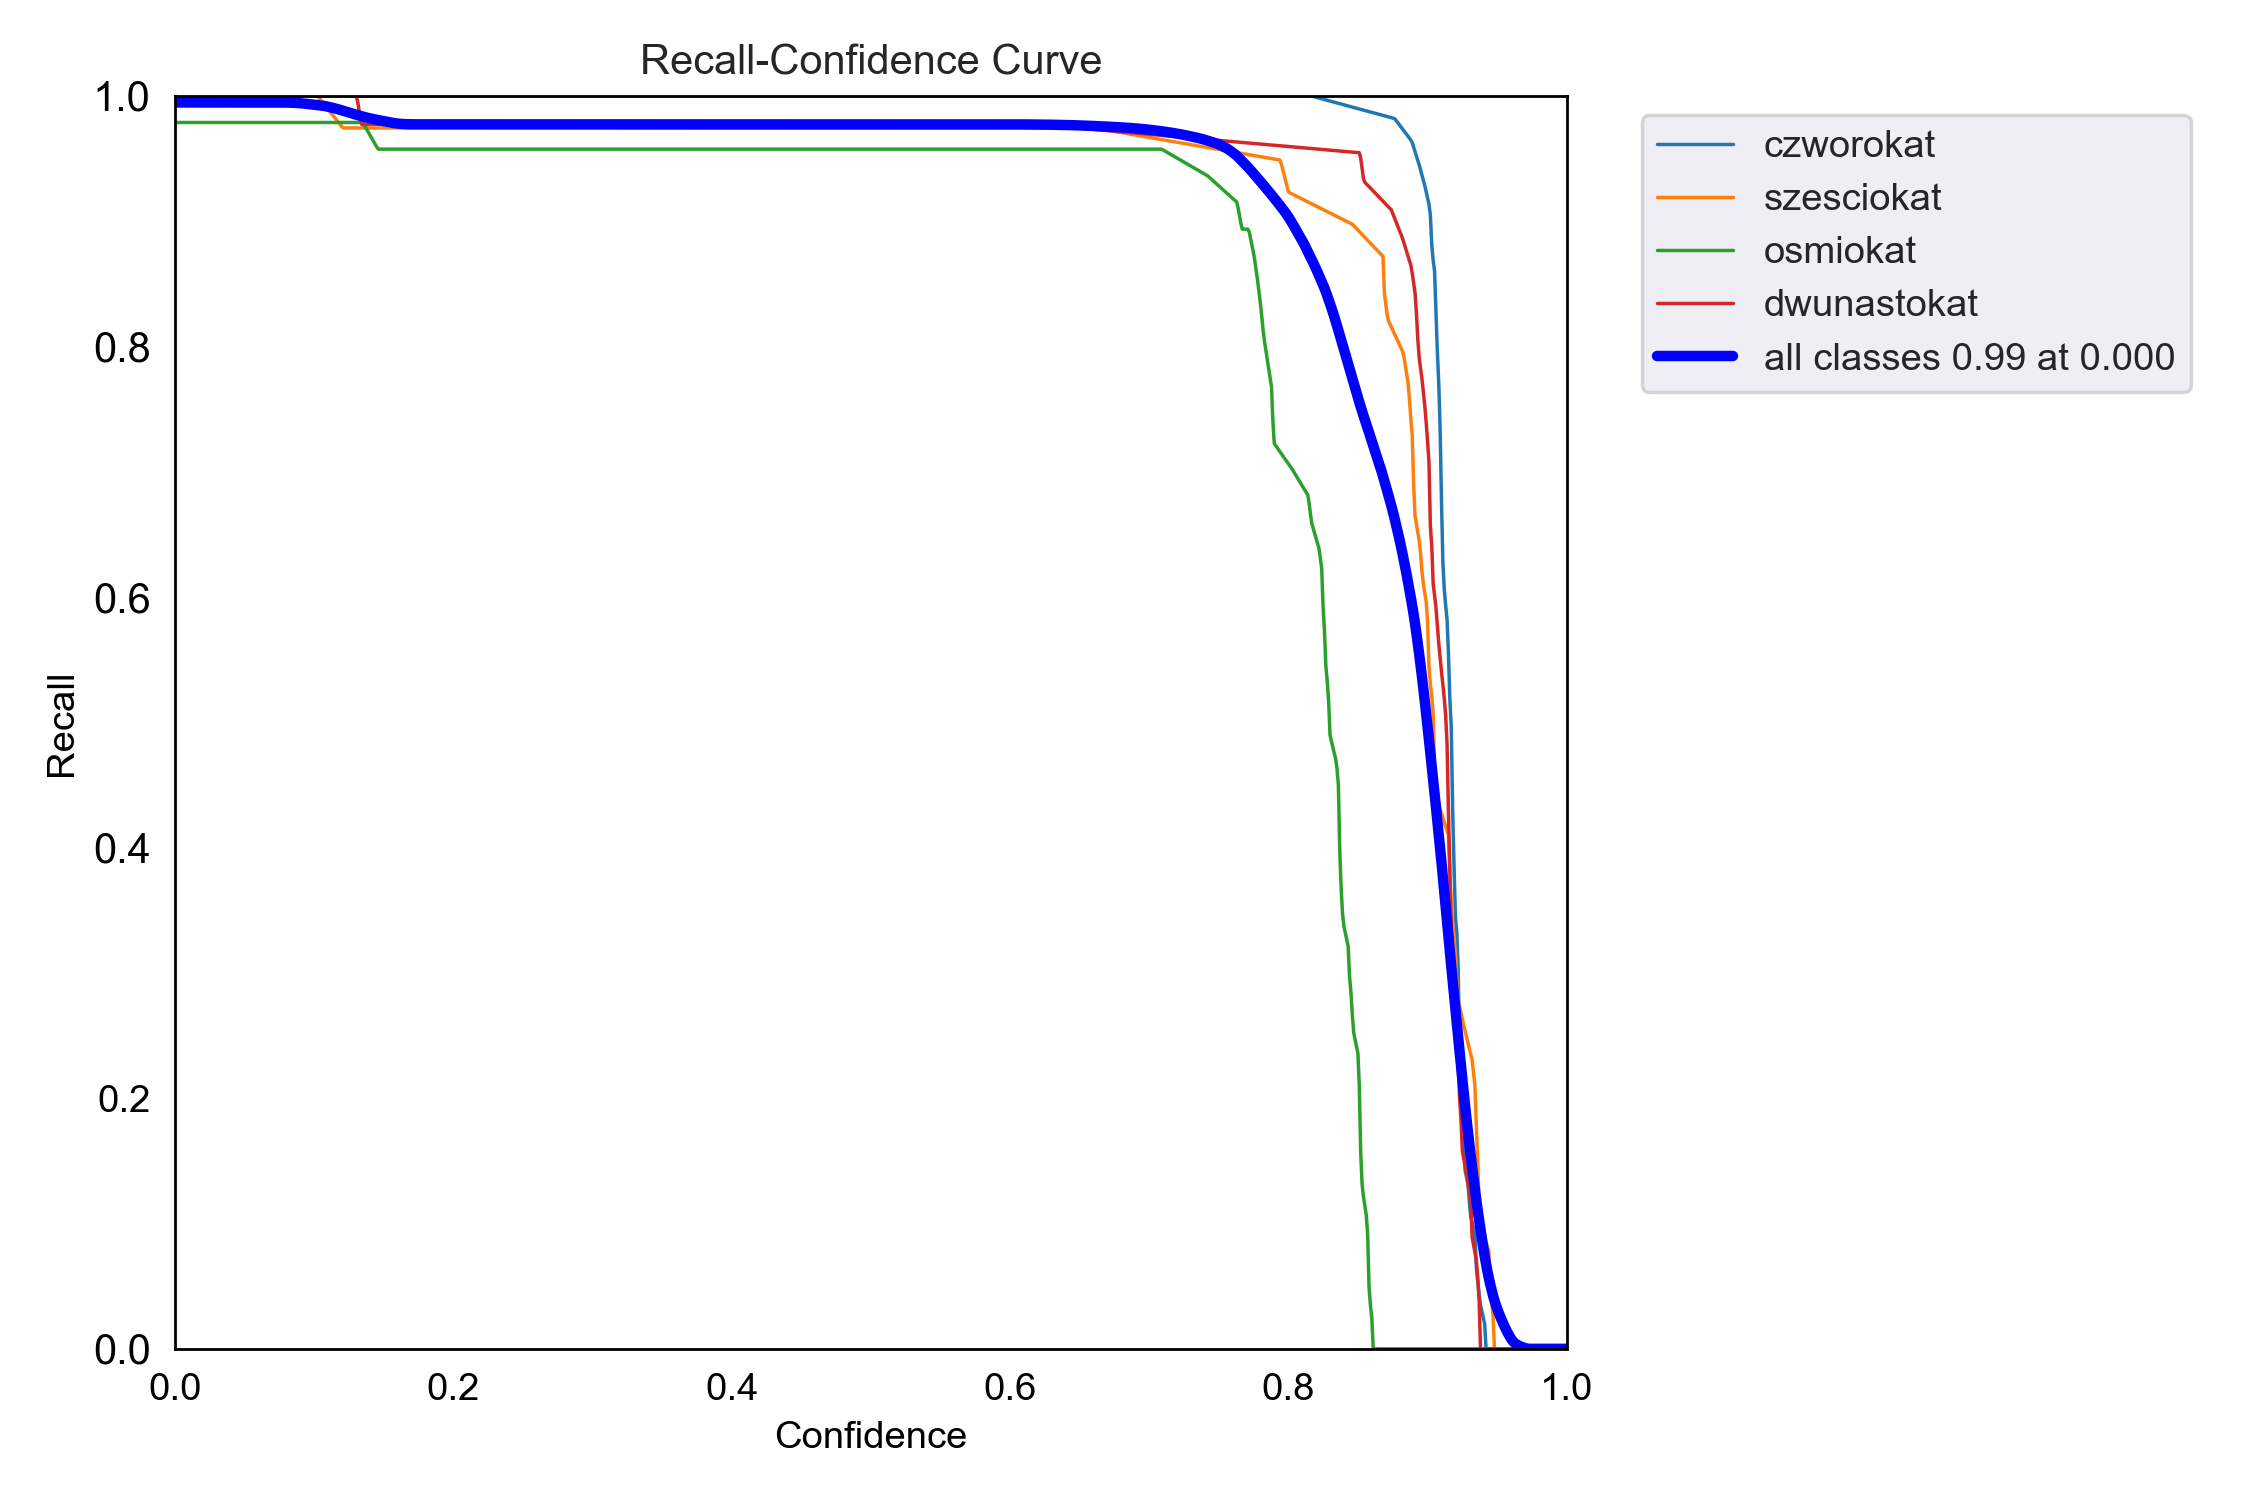 Recall-Confidence Curve
1.0
0.8
0.6
0.4
0.2
0.0
Recall
0.0 0.2 0.4 0.6 0.8 1.0
Confidence
czworokat
szesciokat
osmiokat
dwunastokat
all classes 0.99 at 0.000